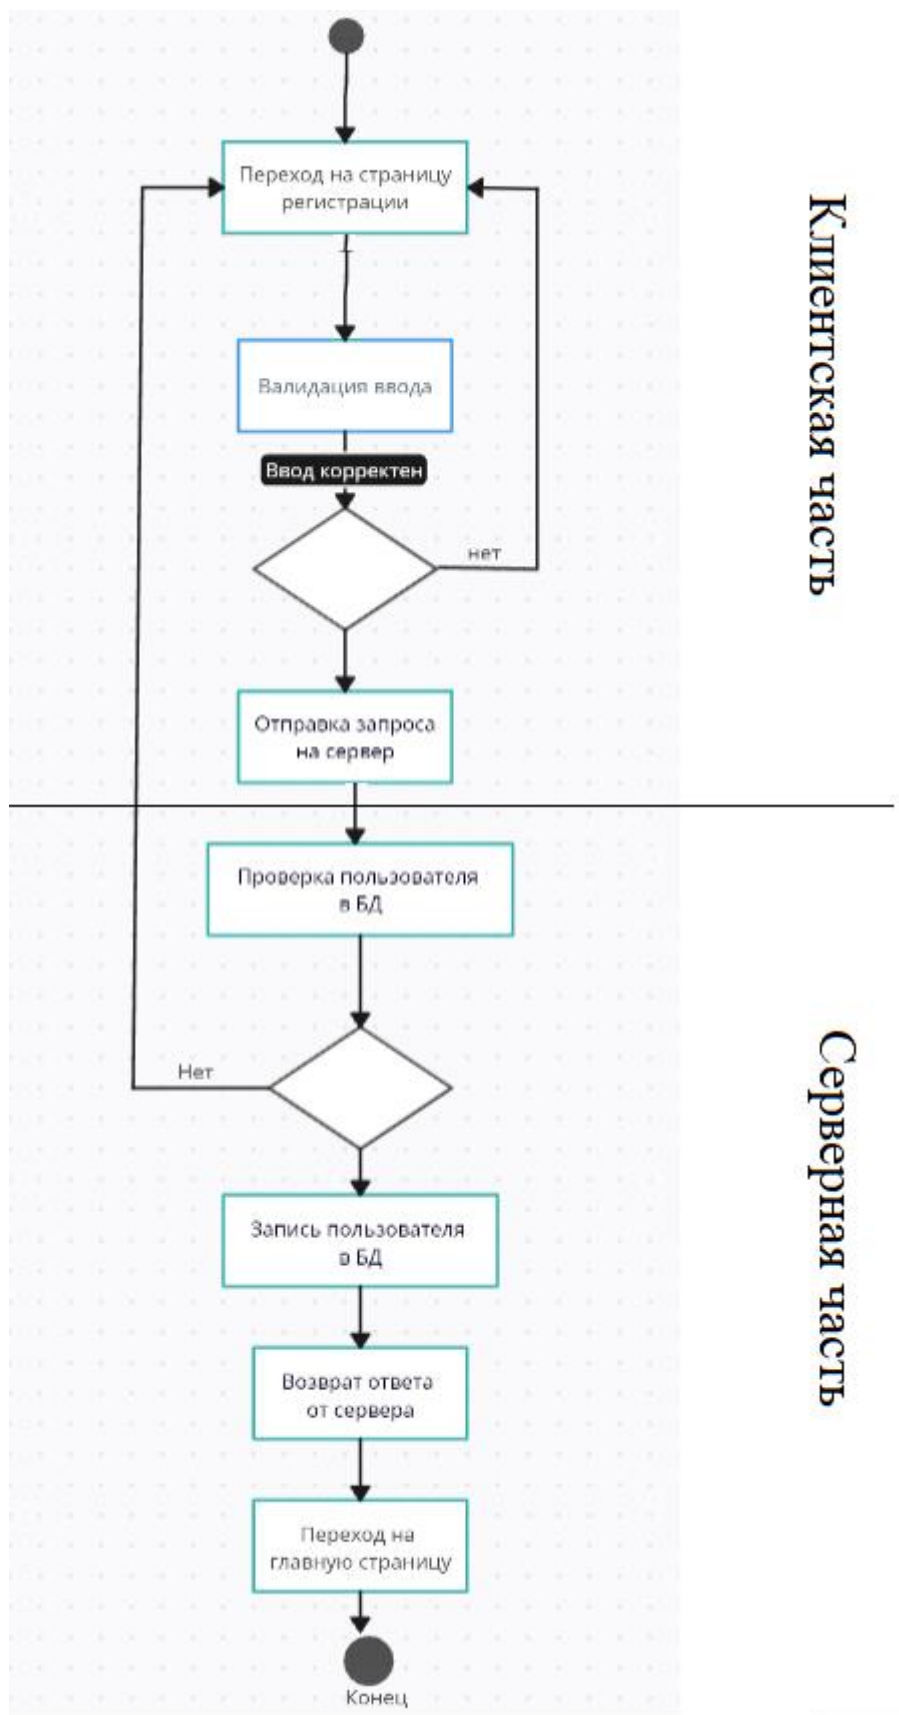 Переход на страницу
регистрации
Валидация ввода
Ввод корректен
нет
Отправка запроса
на сервер
Клиентская часть
Проверка пользователя
в БД
Нет
Запись пользователя
в БД
Возврат ответа
от сервера
Переход на
главную страницу
Конец
Серверная часть